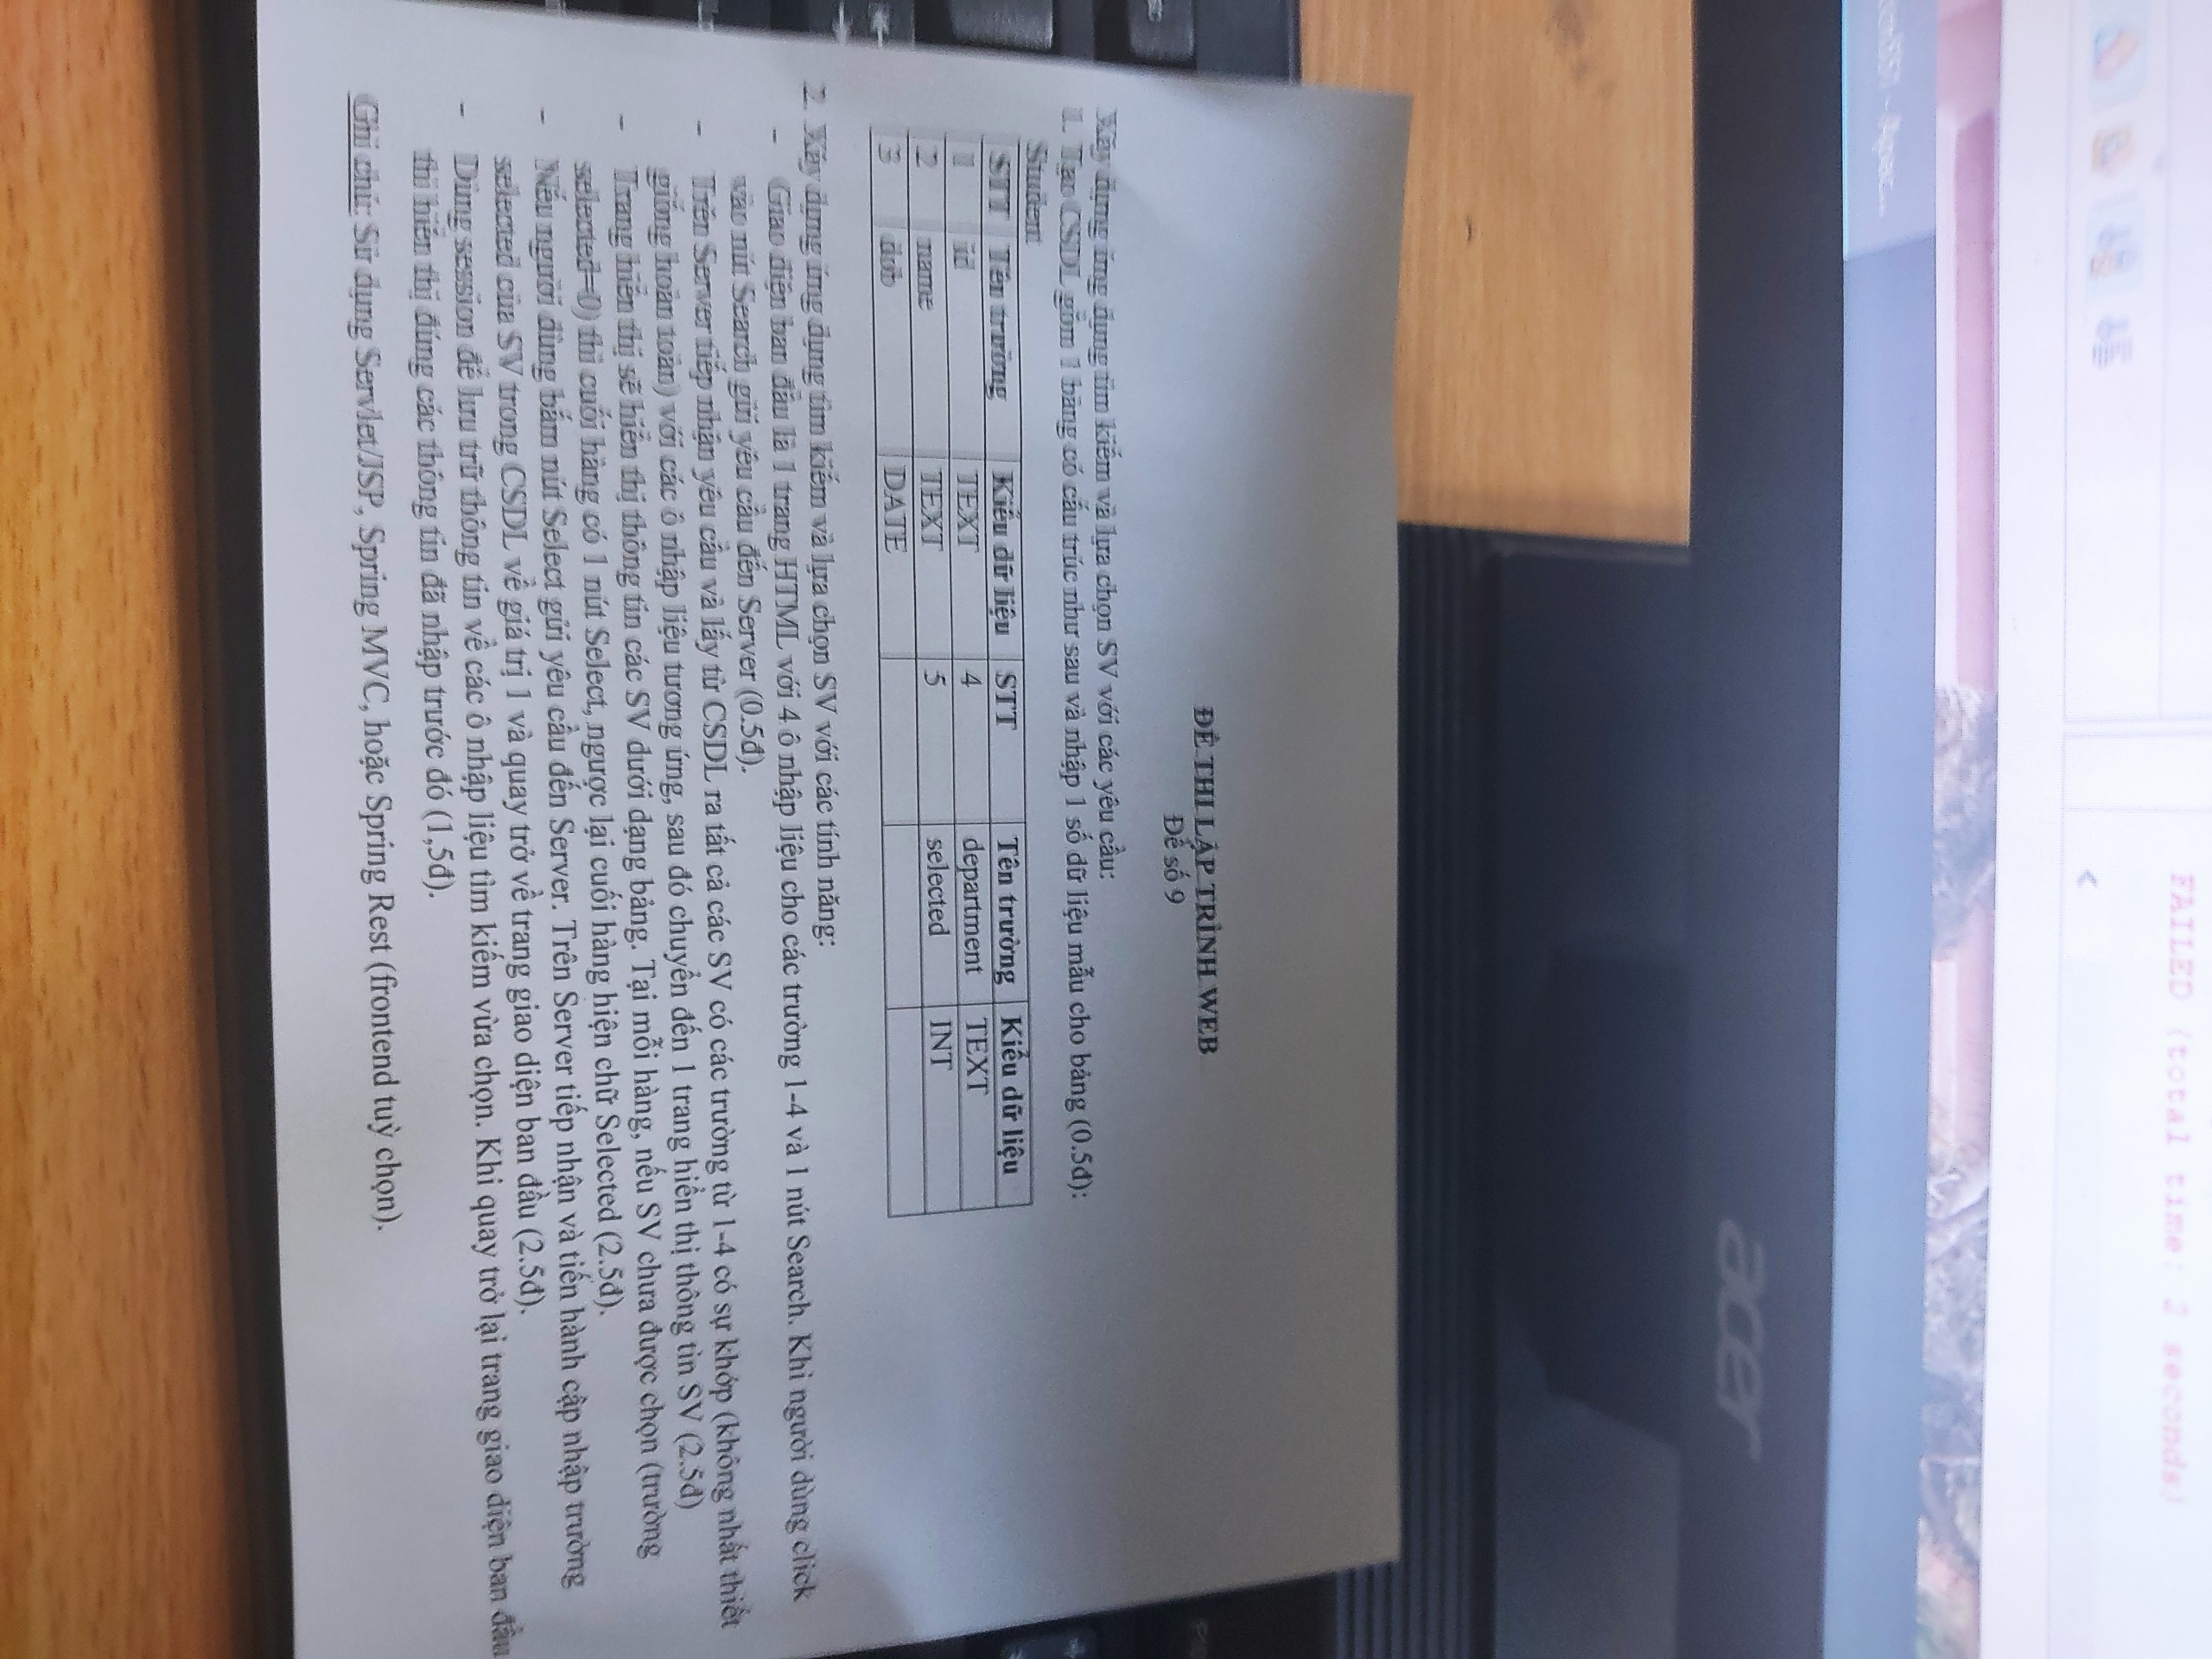 ĐỀ THI LẬP TRÌNH WEB
Đề số 9
Xây dựng ứng dụng tìm kiếm và lựa chọn SV với các yêu cầu:
1. Tạo CSDL gồm 1 bảng có cấu trúc như sau và nhập 1 số dữ liệu mẫu cho bảng (0.5đ):
Student
STT Tên trường Kiểu dữ liệu STT Tên trường Kiểu dữ liệu
1 id TEXT 4 department TEXT
2 name TEXT 5 selected INT
3 dob DATE
2. Xây dựng ứng dụng tìm kiếm và lựa chọn SV với các tính năng:
- Giao diện ban đầu là 1 trang HTML với 4 ô nhập liệu cho các trường 1-4 và 1 nút Search. Khi người dùng click
vào nút Search gửi yêu cầu đến Server (0.5đ).
- Trên Server tiếp nhận yêu cầu và lấy từ CSDL ra tất cả các SV có các trường từ 1-4 có sự khớp (không nhất thiết
giống hoàn toàn) với các ô nhập liệu tương ứng, sau đó chuyển đến 1 trang hiển thị thông tin SV (2.5đ)
- Trang hiển thị sẽ hiển thị thông tin các SV dưới dạng bảng. Tại mỗi hàng, nếu SV chưa được chọn (trường
selected=0) thì cuối hàng có 1 nút Select, ngược lại cuối hàng hiện chữ Selected (2.5đ).
- Nếu người dùng bấm nút Select gửi yêu cầu đến Server. Trên Server tiếp nhận và tiến hành cập nhập trường
selected của SV trong CSDL về giá trị 1 và quay trở về trang giao diện ban đầu (2.5đ).
- Dùng session để lưu trữ thông tin về các ô nhập liệu tìm kiếm vừa chọn. Khi quay trở lại trang giao diện ban đầu
thì hiển thị đúng các thông tin đã nhập trước đó (1,5đ).
Ghi chú: Sử dụng Servlet/JSP, Spring MVC, hoặc Spring Rest (frontend tuỳ chọn).
acer
FAILED (total time: 2 seconds)